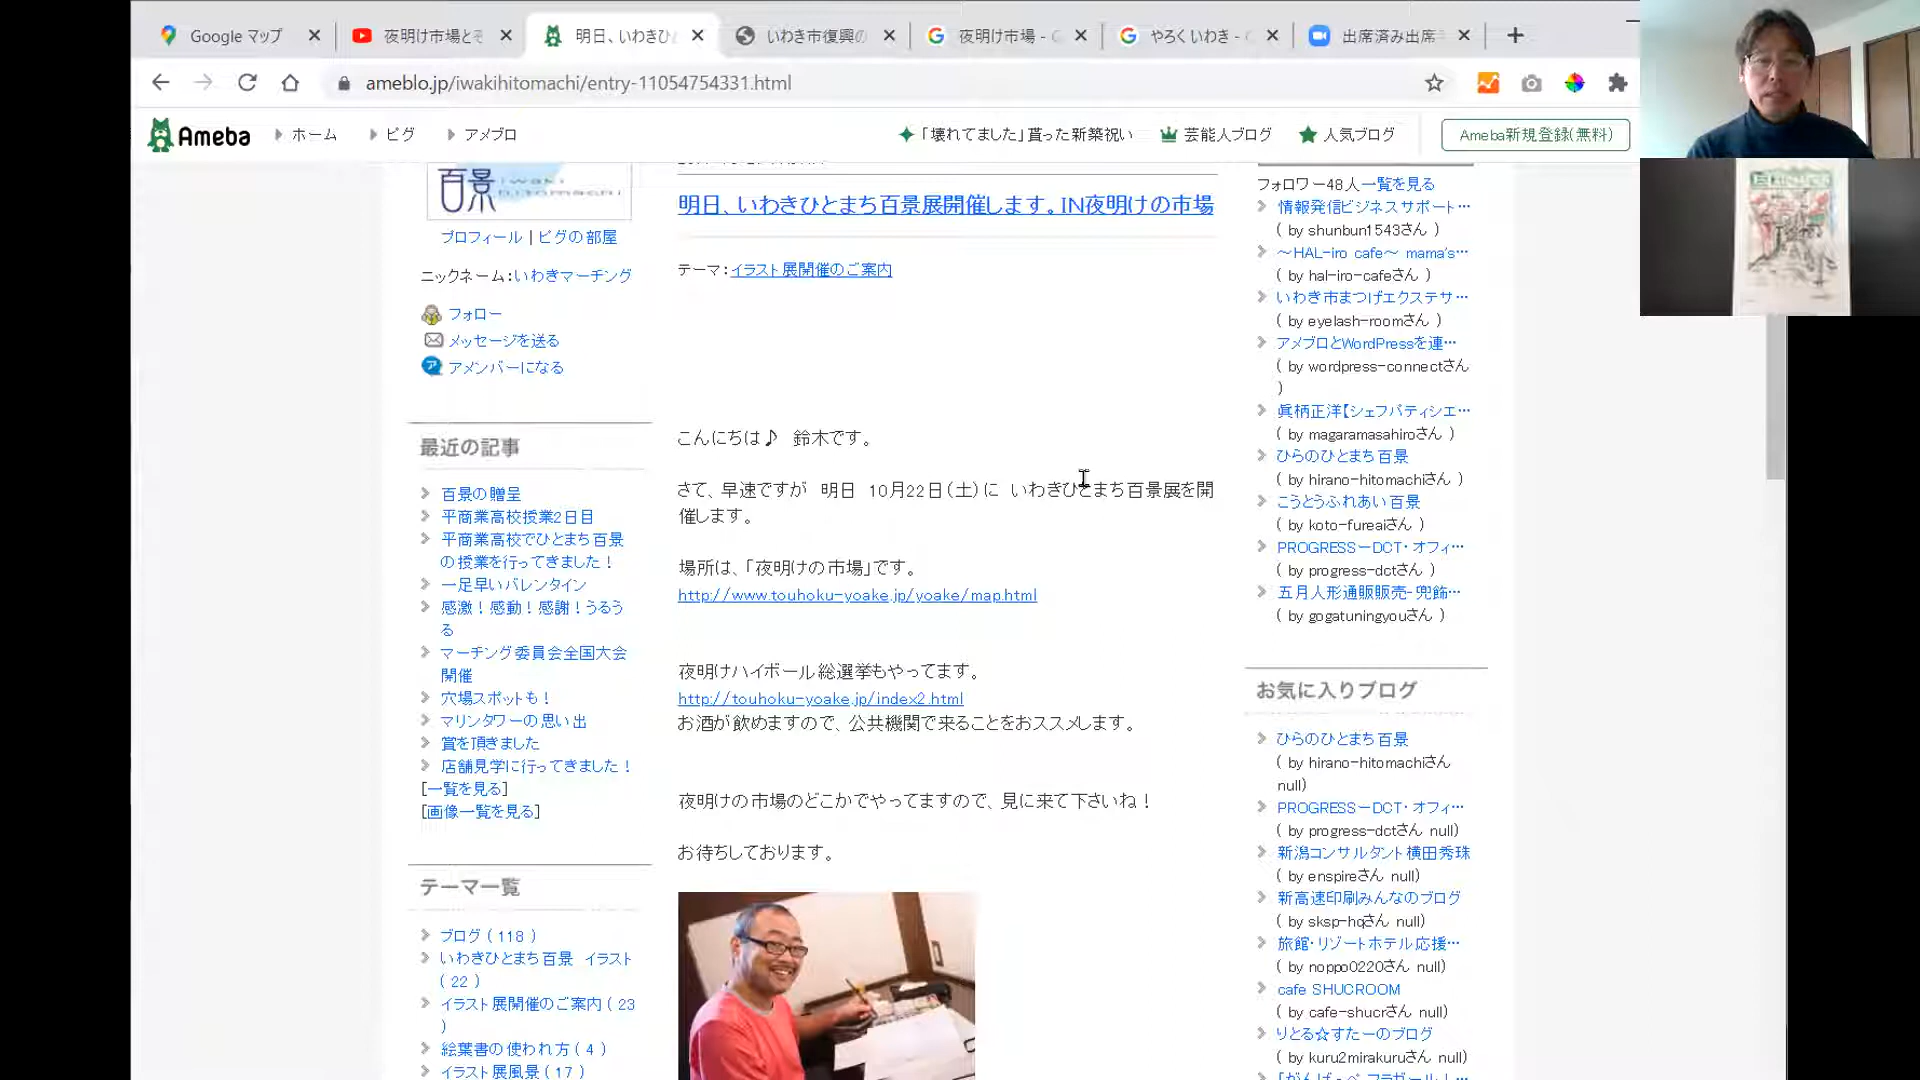 Google マップ
夜明け市場とそ
明日、いわきひ
いわき市復興の
夜明け市場 - G
やろく いわき - G
出席済み出席
ameblo.jp/iwakihitomachi/entry-11054754331.html
Ameba
ホーム
ピグ
アメブロ
「壊れてました」貰った新築祝い
芸能人ブログ
人気ブログ
Ameba新規登録(無料)
百景
プロフィール | ピグの部屋
ニックネーム：いわきマーチング
フォロー
メッセージを送る
アメンバーになる
最近の記事
百景の贈呈
平商業高校授業2日目
平商業高校でひとまち百景
の授業を行ってきました！
一足早いバレンタイン
感激！感動！感謝！うるう
る
マーチング委員会全国大会
開催
穴場スポットも！
マリンタワーの思い出
賞を頂きました
店舗見学に行ってきました！
[一覧を見る]
[画像一覧を見る]
テーマ一覧
ブログ ( 118 )
いわきひとまち百景 イラスト
( 22 )
イラスト展開催のご案内 ( 23
)
絵葉書の使われ方 ( 4 )
イラスト展風景 ( 17 )
明日、いわきひとまち百景展開催します。IN夜明けの市場
テーマ：イラスト展開催のご案内
こんにちは♪ 鈴木です。
さて、早速ですが 明日 10月22日（土）に いわきひとまち百景展を開
催します。
場所は、「夜明けの市場」です。
http://www.touhoku-yoake.jp/yoake/map.html
夜明けハイボール総選挙もやってます。
http://touhoku-yoake.jp/index2.html
お酒が飲めますので、公共機関で来ることをおススメします。
夜明けの市場のどこかでやってますので、見に来て下さいね！
お待ちしております。
フォロワー48人一覧を見る
情報発信ビジネスサポート…
( by shunbun1543さん )
～HAL-iro cafe～ mama's…
( by hal-iro-cafeさん )
いわき市まつげエクステサ…
( by eyelash-roomさん )
アメブロとWordPressを連…
( by wordpress-connectさん
)
眞柄正洋【シェフパティシエ…
( by magaramasahiroさん )
ひらのひとまち百景
( by hirano-hitomachiさん )
こうとうふれあい百景
( by koto-fureaiさん )
PROGRESSーDCT・オフィ…
( by progress-dctさん )
五月人形通販販売-兜飾…
( by gogatuningyouさん )
お気に入りブログ
ひらのひとまち百景
( by hirano-hitomachiさん
null)
PROGRESSーDCT・オフィ…
( by progress-dctさん null)
新潟コンサルタント横田秀珠
( by enspireさん null)
新高速印刷みんなのブログ
( by sksp-hqさん null)
旅館・リゾートホテル応援…
( by noppo0220さん null)
cafe SHUCROOM
( by cafe-shucrさん null)
りとる☆すたーのブログ
( by kuru2mirakuruさん null)